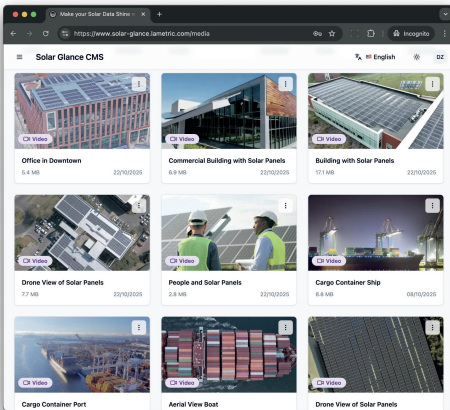 Make your Solar Data Shine
https://www.solar-glance.lametric.com/media
Incognito
Solar Glance CMS
English
DZ
Video
Video
Video
Office in Downtown
Commercial Building with Solar Panels
Building with Solar Panels
5.4 MB
22/10/2025
6.9 MB
22/10/2025
17.1 MB
22/10/2025
Video
Video
Video
Drone View of Solar Panels
People and Solar Panels
Cargo Container Ship
7.7 MB
22/10/2025
2.8 MB
22/10/2025
8.8 MB
08/10/2025
Video
Video
Video
Cargo Container Port
Aerial View Boat
Drone View of Solar Panels